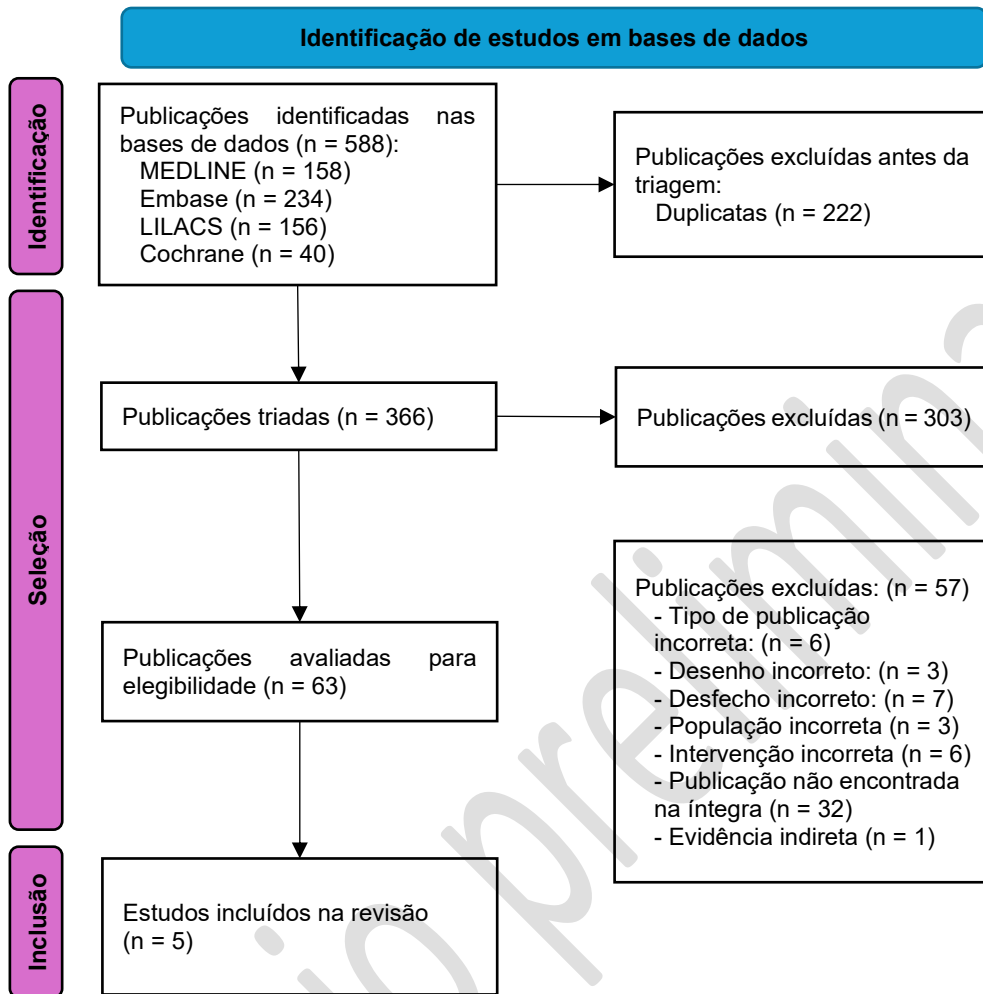 Identificação de estudos em bases de dados
Identificação
Publicações identificadas nas
bases de dados (n = 588):
MEDLINE (n = 158)
Embase (n = 234)
LILACS (n = 156)
Cochrane (n = 40)
Publicações excluídas antes da
triagem:
Duplicatas (n = 222)
Seleção
Publicações triadas (n = 366)
Publicações excluídas (n = 303)
Publicações avaliadas para
elegibilidade (n = 63)
Publicações excluídas: (n = 57)
- Tipo de publicação
incorreta: (n = 6)
- Desenho incorreto: (n = 3)
- Desfecho incorreto: (n = 7)
- População incorreta (n = 3)
- Intervenção incorreta (n = 6)
- Publicação não encontrada
na íntegra (n = 32)
- Evidência indireta (n = 1)
Inclusão
Estudos incluídos na revisão
(n = 5)